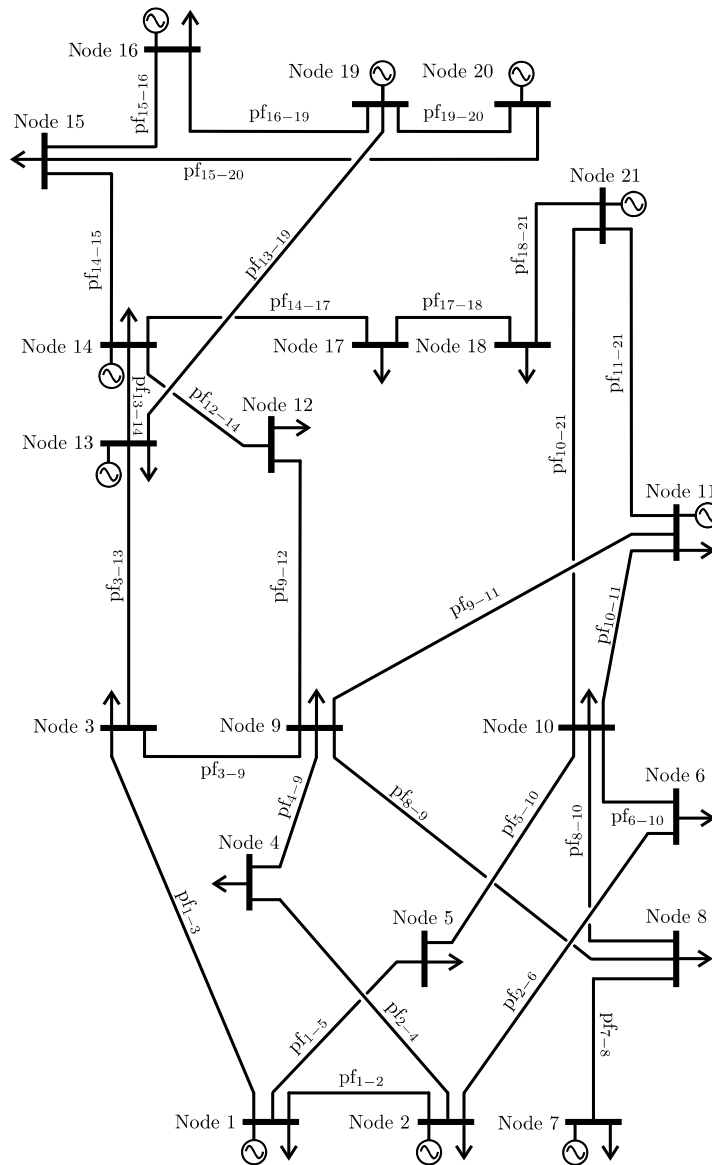 Node 16
Node 19
Node 20
pf15−16
pf16−19
pf19−20
Node 15
pf15−20
Node 21
pf14−15
pf13−19
pf18−21
pf14−17
pf17−18
Node 14
Node 17
Node 18
pf11−21
pf13−14
pf12−14
Node 12
Node 13
pf10−21
Node 11
pf3−13
pf9−12
pf9−11
pf10−11
Node 3
Node 9
Node 10
pf3−9
pf4−9
pf8−9
pf5−10
Node 6
pf6−10
pf8−10
Node 4
pf1−3
Node 5
Node 8
pf2−6
pf1−5
pf2−4
pf7−8
pf1−2
Node 1
Node 2
Node 7